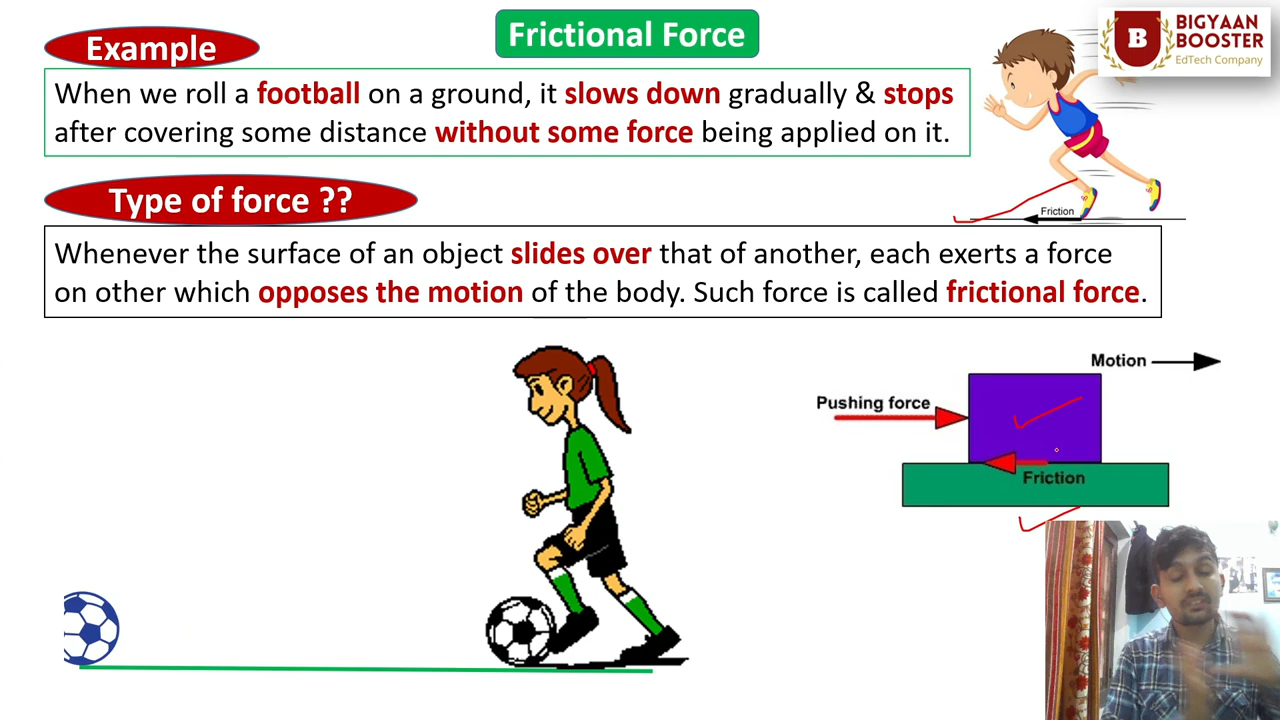 Frictional Force
B
BIGYAAN
BOOSTER
EdTech Company
Example
When we roll a football on a ground, it slows down gradually & stops
after covering some distance without some force being applied on it.
Friction
Type of force ??
Whenever the surface of an object slides over that of another, each exerts a force
on other which opposes the motion of the body. Such force is called frictional force.
Motion
Pushing force
Friction